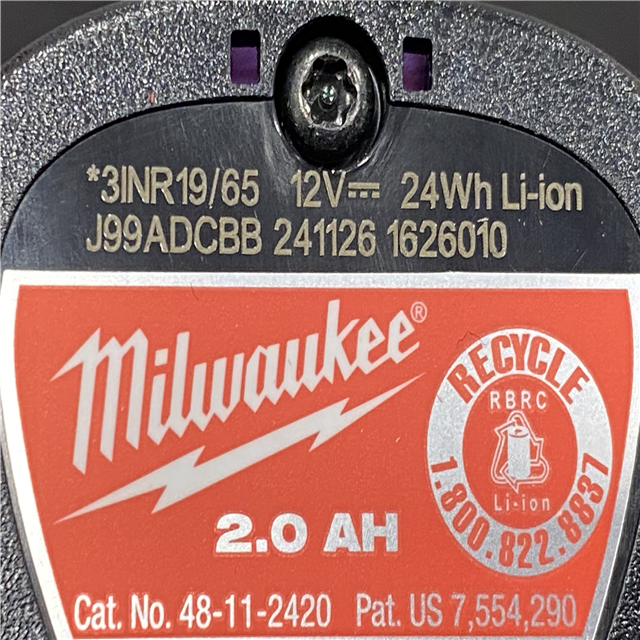 *3INR19/65 12V⎓ 24Wh Li-ion
J99ADCBB 241126 1626010
Milwaukee®
RECYCLE
RBRC
Li-ion
1.800.822.8837
2.0 AH
Cat. No. 48-11-2420 Pat. US 7,554,290